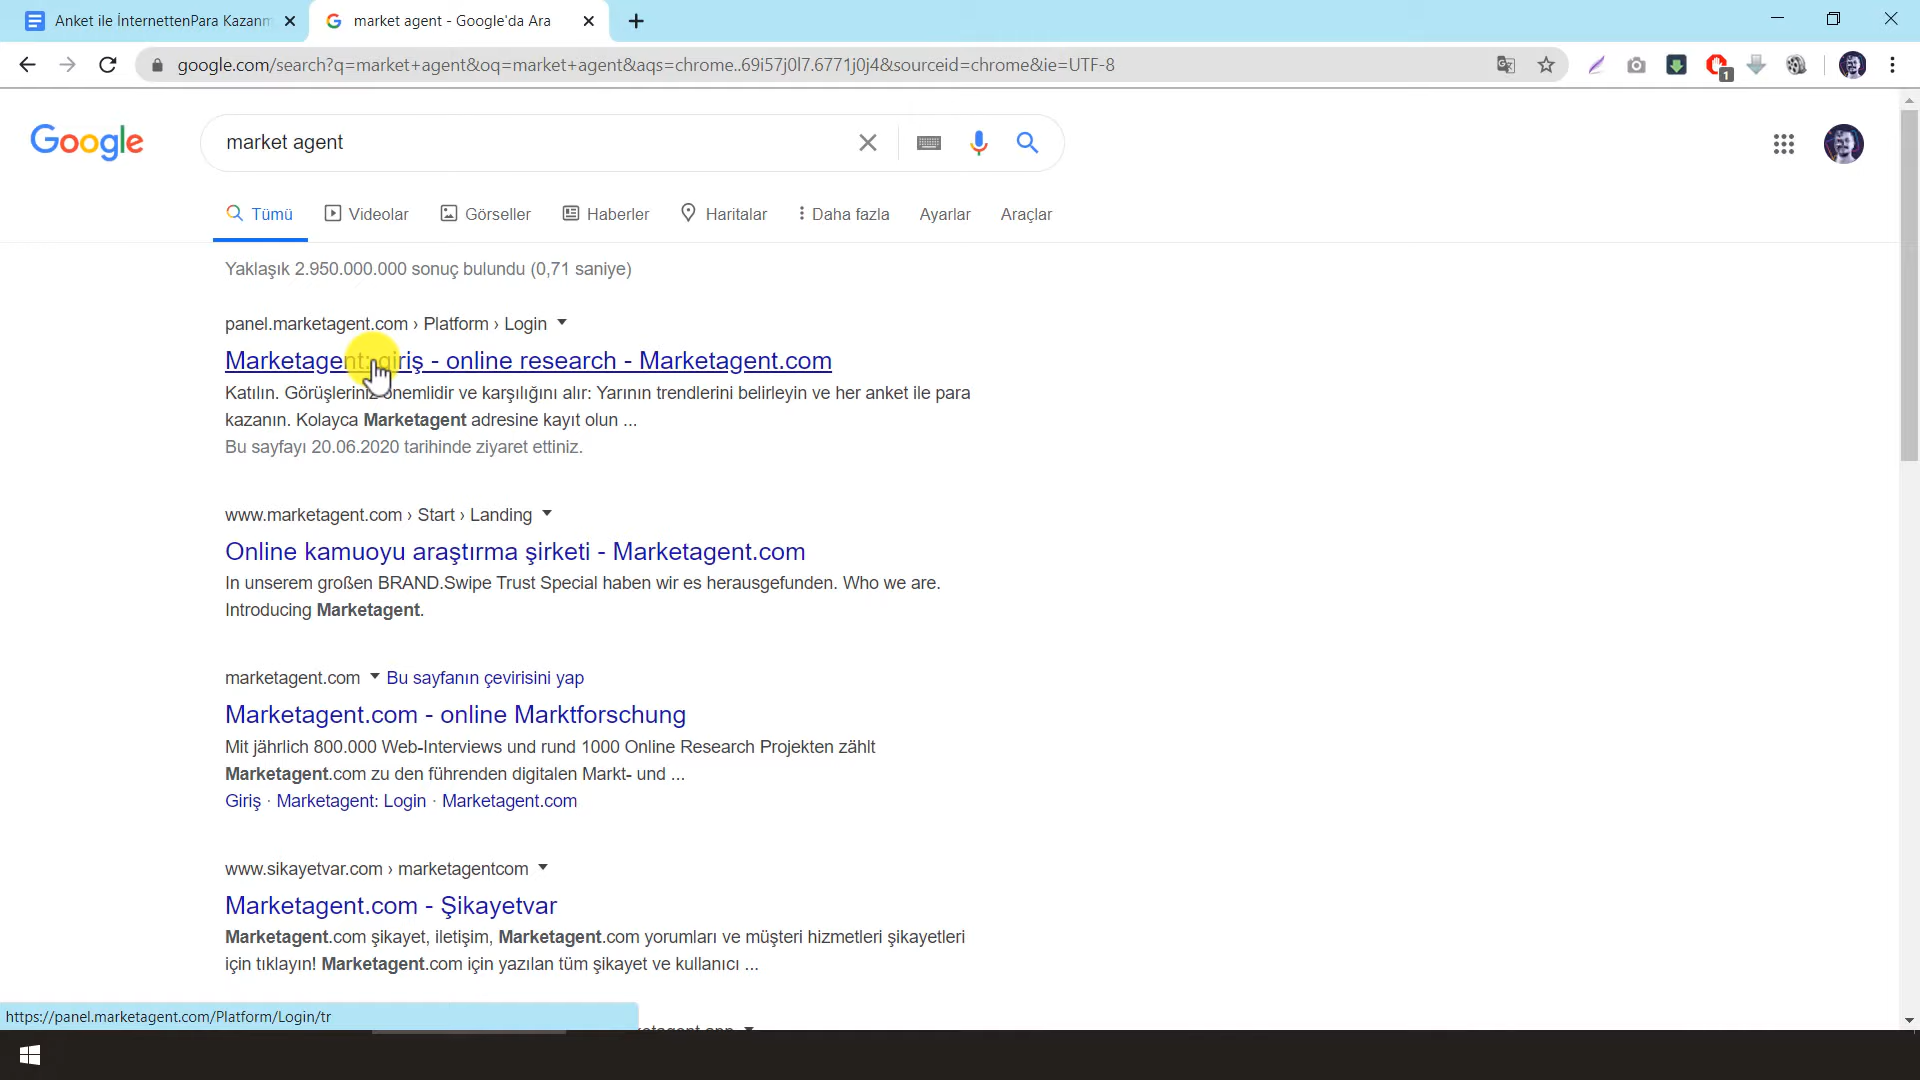 Anket ile İnternettenPara Kazanm
market agent - Google'da Ara
google.com/search?q=market+agent&oq=market+agent&aqs=chrome..69i57j0l7.6771j0j4&sourceid=chrome&ie=UTF-8
1
Google
market agent
Tümü
Videolar
Görseller
Haberler
Haritalar
Daha fazla
Ayarlar
Araçlar
Yaklaşık 2.950.000.000 sonuç bulundu (0,71 saniye)
panel.marketagent.com › Platform › Login
Marketagent: giriş - online research - Marketagent.com
Katılın. Görüşleriniz önemlidir ve karşılığını alır: Yarının trendlerini belirleyin ve her anket ile para
kazanın. Kolayca Marketagent adresine kayıt olun ...
Bu sayfayı 20.06.2020 tarihinde ziyaret ettiniz.
www.marketagent.com › Start › Landing
Online kamuoyu araştırma şirketi - Marketagent.com
In unserem großen BRAND.Swipe Trust Special haben wir es herausgefunden. Who we are.
Introducing Marketagent.
marketagent.com Bu sayfanın çevirisini yap
Marketagent.com - online Marktforschung
Mit jährlich 800.000 Web-Interviews und rund 1000 Online Research Projekten zählt
Marketagent.com zu den führenden digitalen Markt- und ...
Giriş · Marketagent: Login · Marketagent.com
www.sikayetvar.com › marketagentcom
Marketagent.com - Şikayetvar
Marketagent.com şikayet, iletişim, Marketagent.com yorumları ve müşteri hizmetleri şikayetleri
için tıklayın! Marketagent.com için yazılan tüm şikayet ve kullanıcı ...
https://panel.marketagent.com/Platform/Login/tr